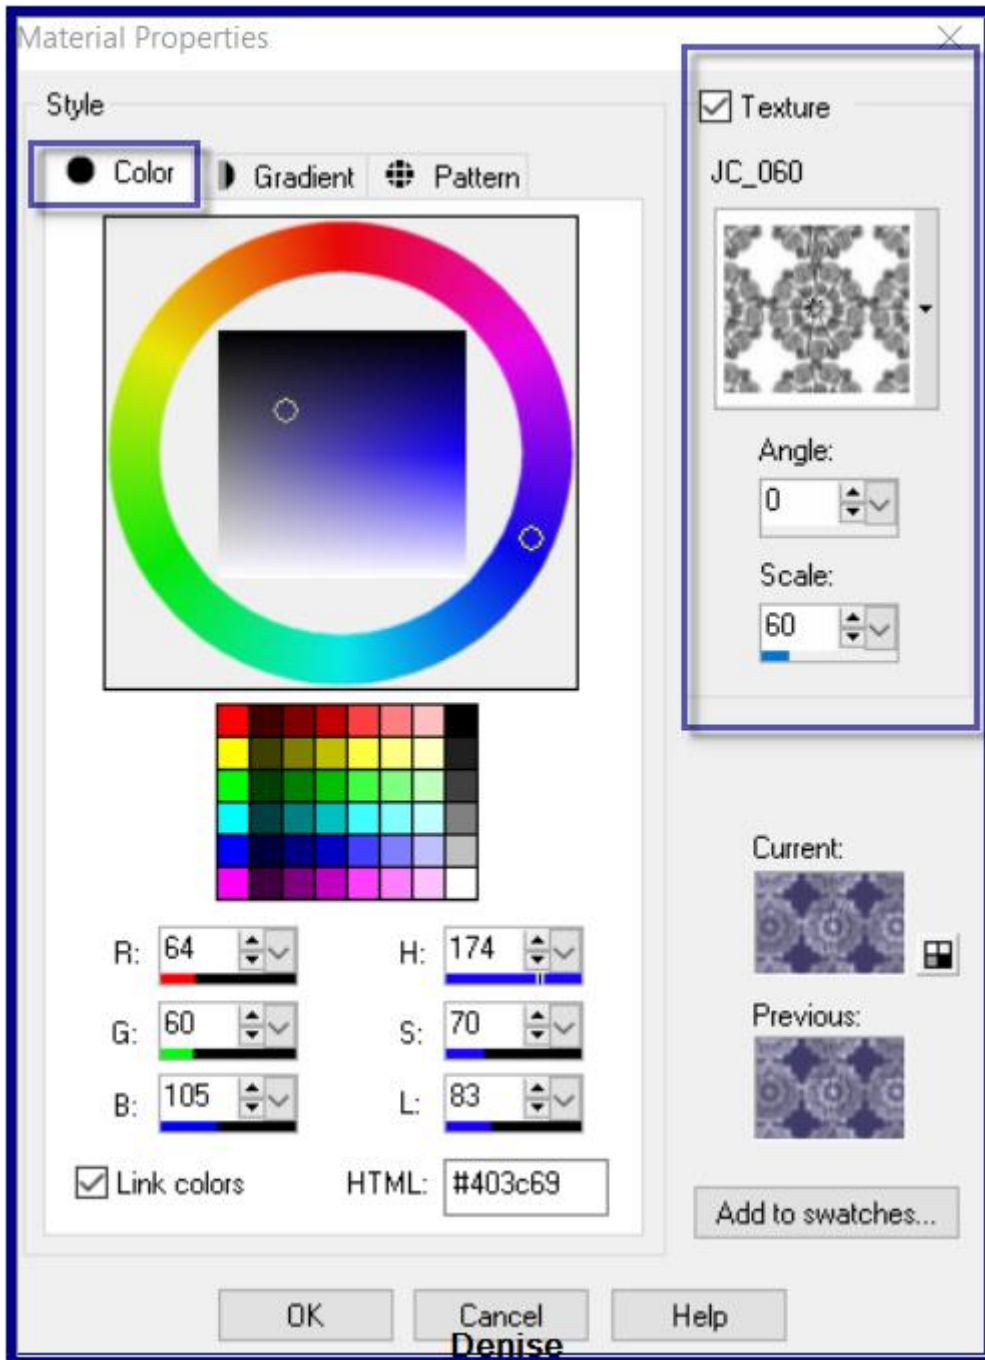 Material Properties
Style
Color
Gradient
Pattern
R: 64
H: 174
G: 60
S: 70
B: 105
L: 83
Link colors
HTML: #403c69
Texture
JC_060
Angle:
0
Scale:
60
Current:
Previous:
Add to swatches...
OK
Cancel
Help
Denise